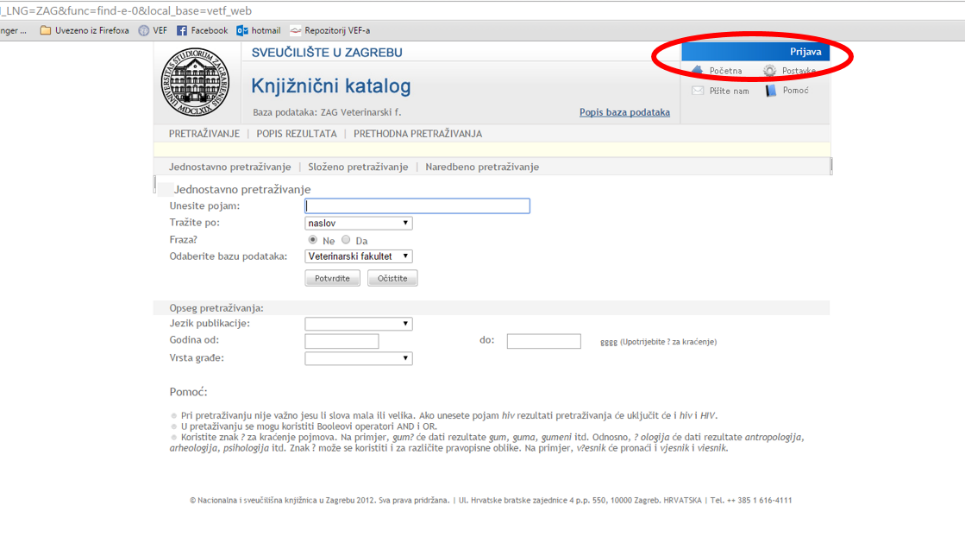 I_LNG=ZAG&func=find-e-0&local_base=vetf_web
nger ... Uvezeno iz Firefoxa VEF Facebook hotmail Repozitorij VEF-a
SVEUČILIŠTE U ZAGREBU
Prijava
Knjižnični katalog
Početna Postavke
Pišite nam Pomoć
Baza podataka: ZAG Veterinarski f. Popis baza podataka
PRETRAŽIVANJE | POPIS REZULTATA | PRETHODNA PRETRAŽIVANJA
Jednostavno pretraživanje | Složeno pretraživanje | Naredbeno pretraživanje
Jednostavno pretraživanje
Unesite pojam:
Tražite po: naslov
Fraza? Ne Da
Odaberite bazu podataka: Veterinarski fakultet
Potvrdite Očistite
Opseg pretraživanja:
Jezik publikacije:
Godina od: do: gggg (Upotrijebite ? za kraćenje)
Vrsta građe:
Pomoć:
Pri pretraživanju nije važno jesu li slova mala ili velika. Ako unesete pojam hiv rezultati pretraživanja će uključit će i hiv i HIV.
U pretaživanju se mogu koristiti Booleovi operatori AND i OR.
Koristite znak ? za kraćenje pojmova. Na primjer, gum? će dati rezultate gum, guma, gumeni itd. Odnosno, ? ologija će dati rezultate antropologija,
arheologija, psihologija itd. Znak ? može se koristiti i za različite pravopisne oblike. Na primjer, v?esnik će pronaći i vjesnik i viesnik.
© Nacionalna i sveučilišna knjižnica u Zagrebu 2012. Sva prava pridržana. | Ul. Hrvatske bratske zajednice 4 p.p. 550, 10000 Zagreb. HRVATSKA | Tel. ++ 385 1 616-4111